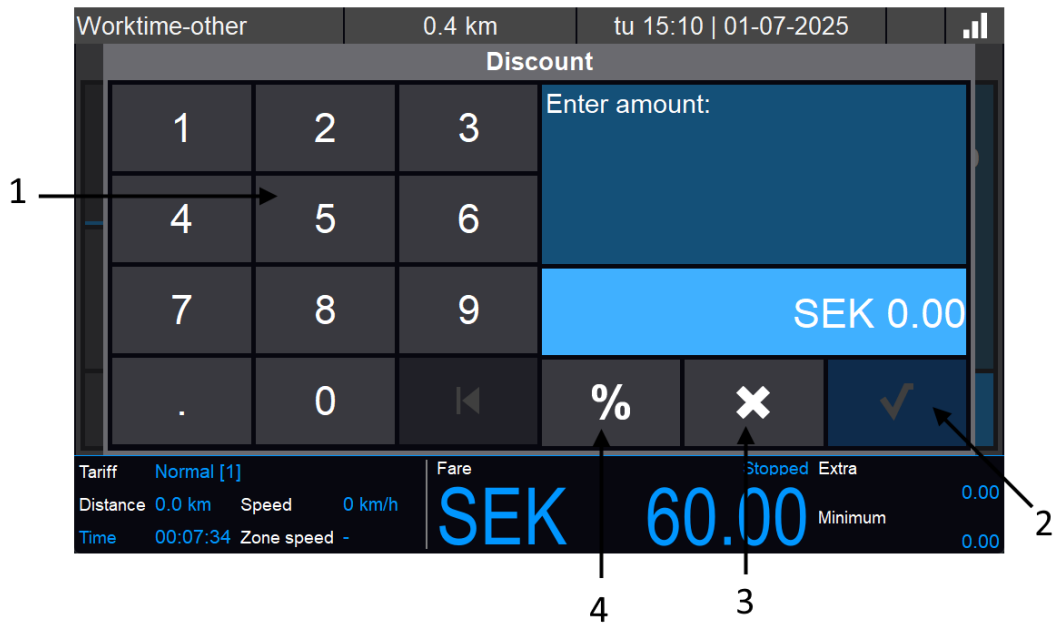 Worktime-other 0.4 km tu 15:10 | 01-07-2025
Discount
1 2 3 Enter amount:
1
4 5 6
7 8 9 SEK 0.00
. 0 %
Tariff Normal [1] Fare Stopped Extra
0.00
Distance 0.0 km Speed 0 km/h SEK 60.00 Minimum
Time 00:07:34 Zone speed - 0.00
2
4 3